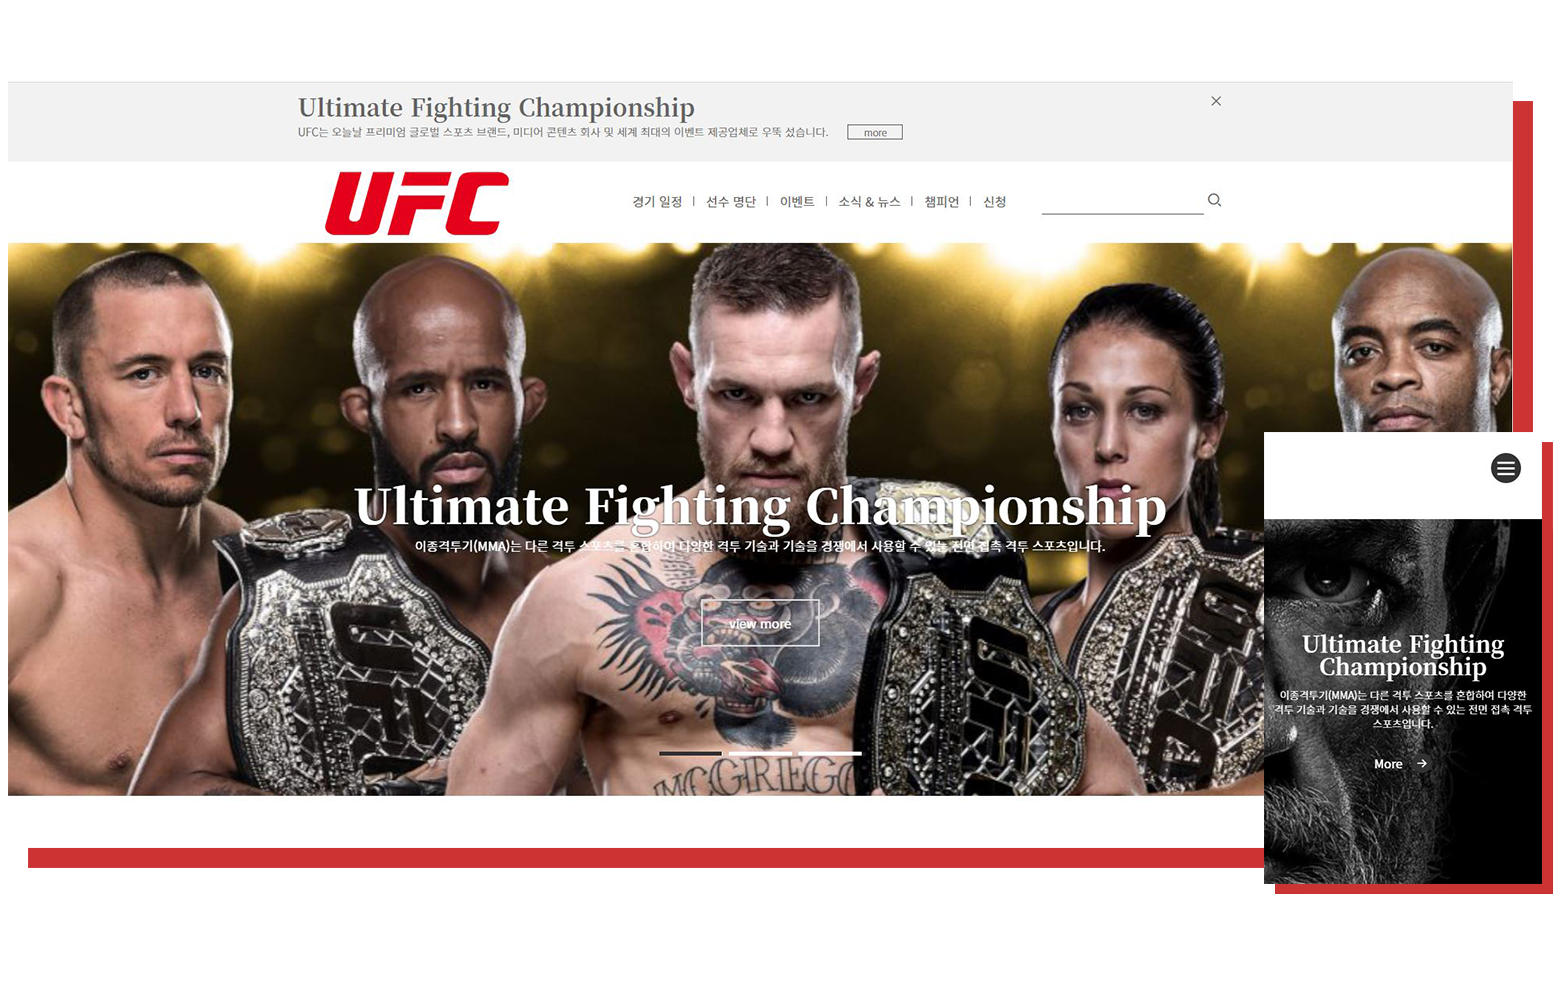 Ultimate Fighting Championship
UFC는 오늘날 프리미엄 글로벌 스포츠 브랜드, 미디어 콘텐츠 회사 및 세계 최대의 이벤트 제공업체로 우뚝 섰습니다.
more
UFC
경기 일정 | 선수 명단 | 이벤트 | 소식 & 뉴스 | 챔피언 | 신청
Ultimate Fighting Championship
이종격투기(MMA)는 다른 격투 스포츠를 혼합하여 다양한 격투 기술과 기술을 경쟁에서 사용할 수 있는 전면 접촉 격투 스포츠입니다.
view more
MCGREGO
Ultimate Fighting
Championship
이종격투기(MMA)는 다른 격투 스포츠를 혼합하여 다양한
격투 기술과 기술을 경쟁에서 사용할 수 있는 전면 접촉 격투
스포츠입니다.
More